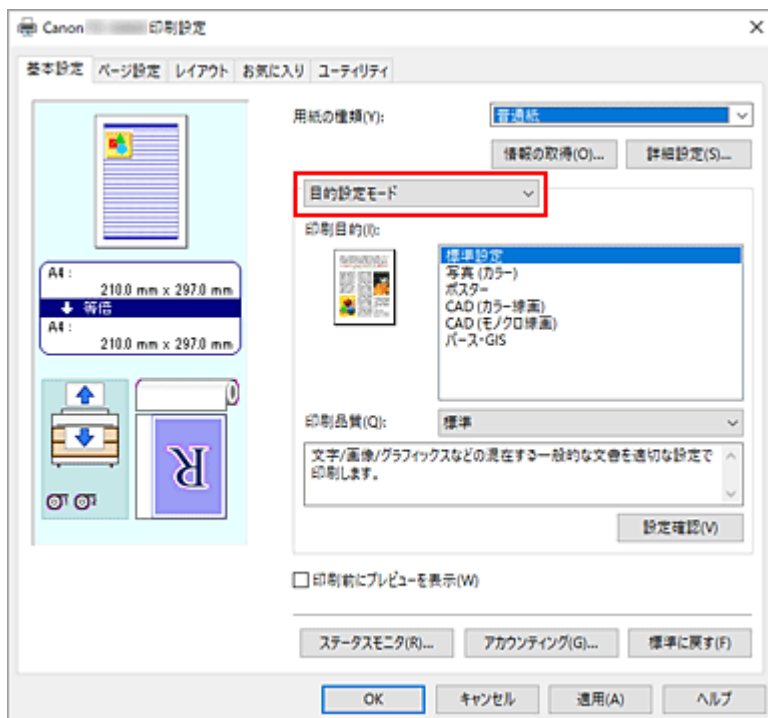 Canon 印刷設定
基本設定 ページ設定 レイアウト お気に入り ユーティリティ
用紙の種類(Y): 普通紙
情報の取得(O)... 詳細設定(S)...
目的設定モード
印刷目的(I):
標準設定
写真 (カラー)
ポスター
CAD (カラー線画)
CAD (モノクロ線画)
パース・GIS
A4 :
210.0 mm x 297.0 mm
等倍
A4 :
210.0 mm x 297.0 mm
R
印刷品質(Q): 標準
文字/画像/グラフィックスなどの混在する一般的な文書を適切な設定で
印刷します。
設定確認(V)
印刷前にプレビューを表示(W)
ステータスモニタ(R)... アカウンティング(G)... 標準に戻す(F)
OK キャンセル 適用(A) ヘルプ